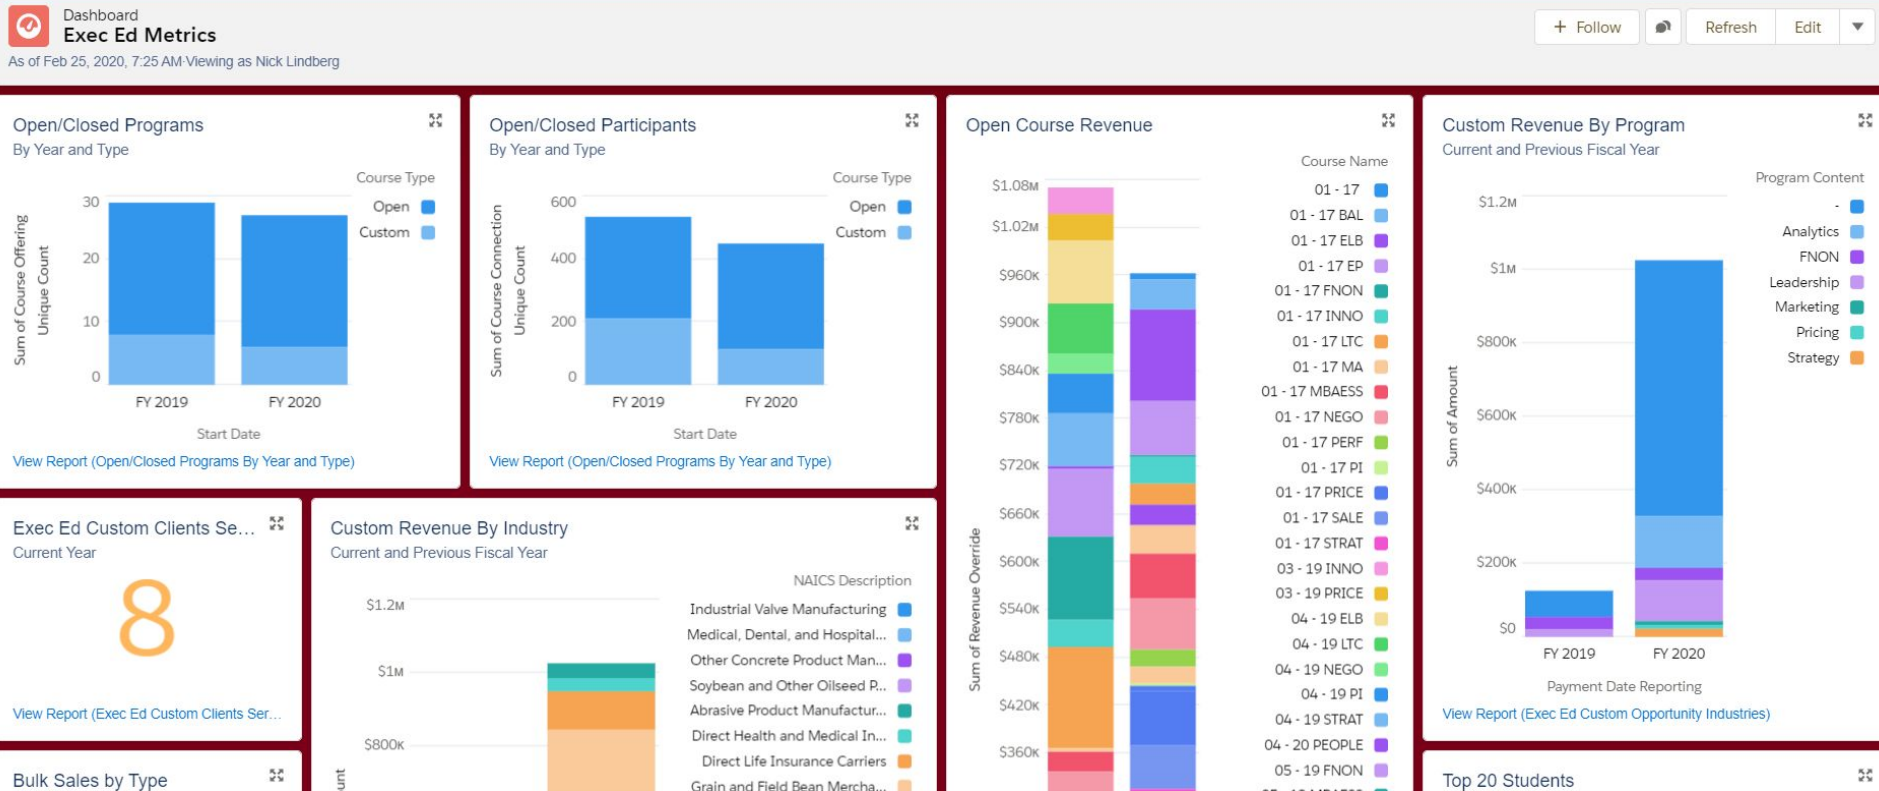 Dashboard
Exec Ed Metrics
As of Feb 25, 2020, 7:25 AM·Viewing as Nick Lindberg
Follow
Refresh
Edit
Open/Closed Programs
By Year and Type
Course Type
Open
Custom
Sum of Course Offering
Unique Count
30
20
10
0
FY 2019
FY 2020
Start Date
View Report (Open/Closed Programs By Year and Type)
Open/Closed Participants
By Year and Type
Course Type
Open
Custom
Sum of Course Connection
Unique Count
600
400
200
0
FY 2019
FY 2020
Start Date
View Report (Open/Closed Programs By Year and Type)
Open Course Revenue
Course Name
01 - 17
01 - 17 BAL
01 - 17 ELB
01 - 17 EP
01 - 17 FNON
01 - 17 INNO
01 - 17 LTC
01 - 17 MA
01 - 17 MBAESS
01 - 17 NEGO
01 - 17 PERF
01 - 17 PI
01 - 17 PRICE
01 - 17 SALE
01 - 17 STRAT
03 - 19 INNO
03 - 19 PRICE
04 - 19 ELB
04 - 19 LTC
04 - 19 NEGO
04 - 19 PI
04 - 19 STRAT
04 - 20 PEOPLE
05 - 19 FNON
Sum of Revenue Override
$1.08M
$1.02M
$960K
$900K
$840K
$780K
$720K
$660K
$600K
$540K
$480K
$420K
$360K
Custom Revenue By Program
Current and Previous Fiscal Year
Program Content
-
Analytics
FNON
Leadership
Marketing
Pricing
Strategy
Sum of Amount
$1.2M
$1M
$800K
$600K
$400K
$200K
$0
FY 2019
FY 2020
Payment Date Reporting
View Report (Exec Ed Custom Opportunity Industries)
Exec Ed Custom Clients Se...
Current Year
8
View Report (Exec Ed Custom Clients Ser...
Custom Revenue By Industry
Current and Previous Fiscal Year
NAICS Description
Industrial Valve Manufacturing
Medical, Dental, and Hospital...
Other Concrete Product Man...
Soybean and Other Oilseed P...
Abrasive Product Manufactur...
Direct Health and Medical In...
Direct Life Insurance Carriers
Grain and Field Bean Mercha...
$1.2M
$1M
$800K
Bulk Sales by Type
Top 20 Students